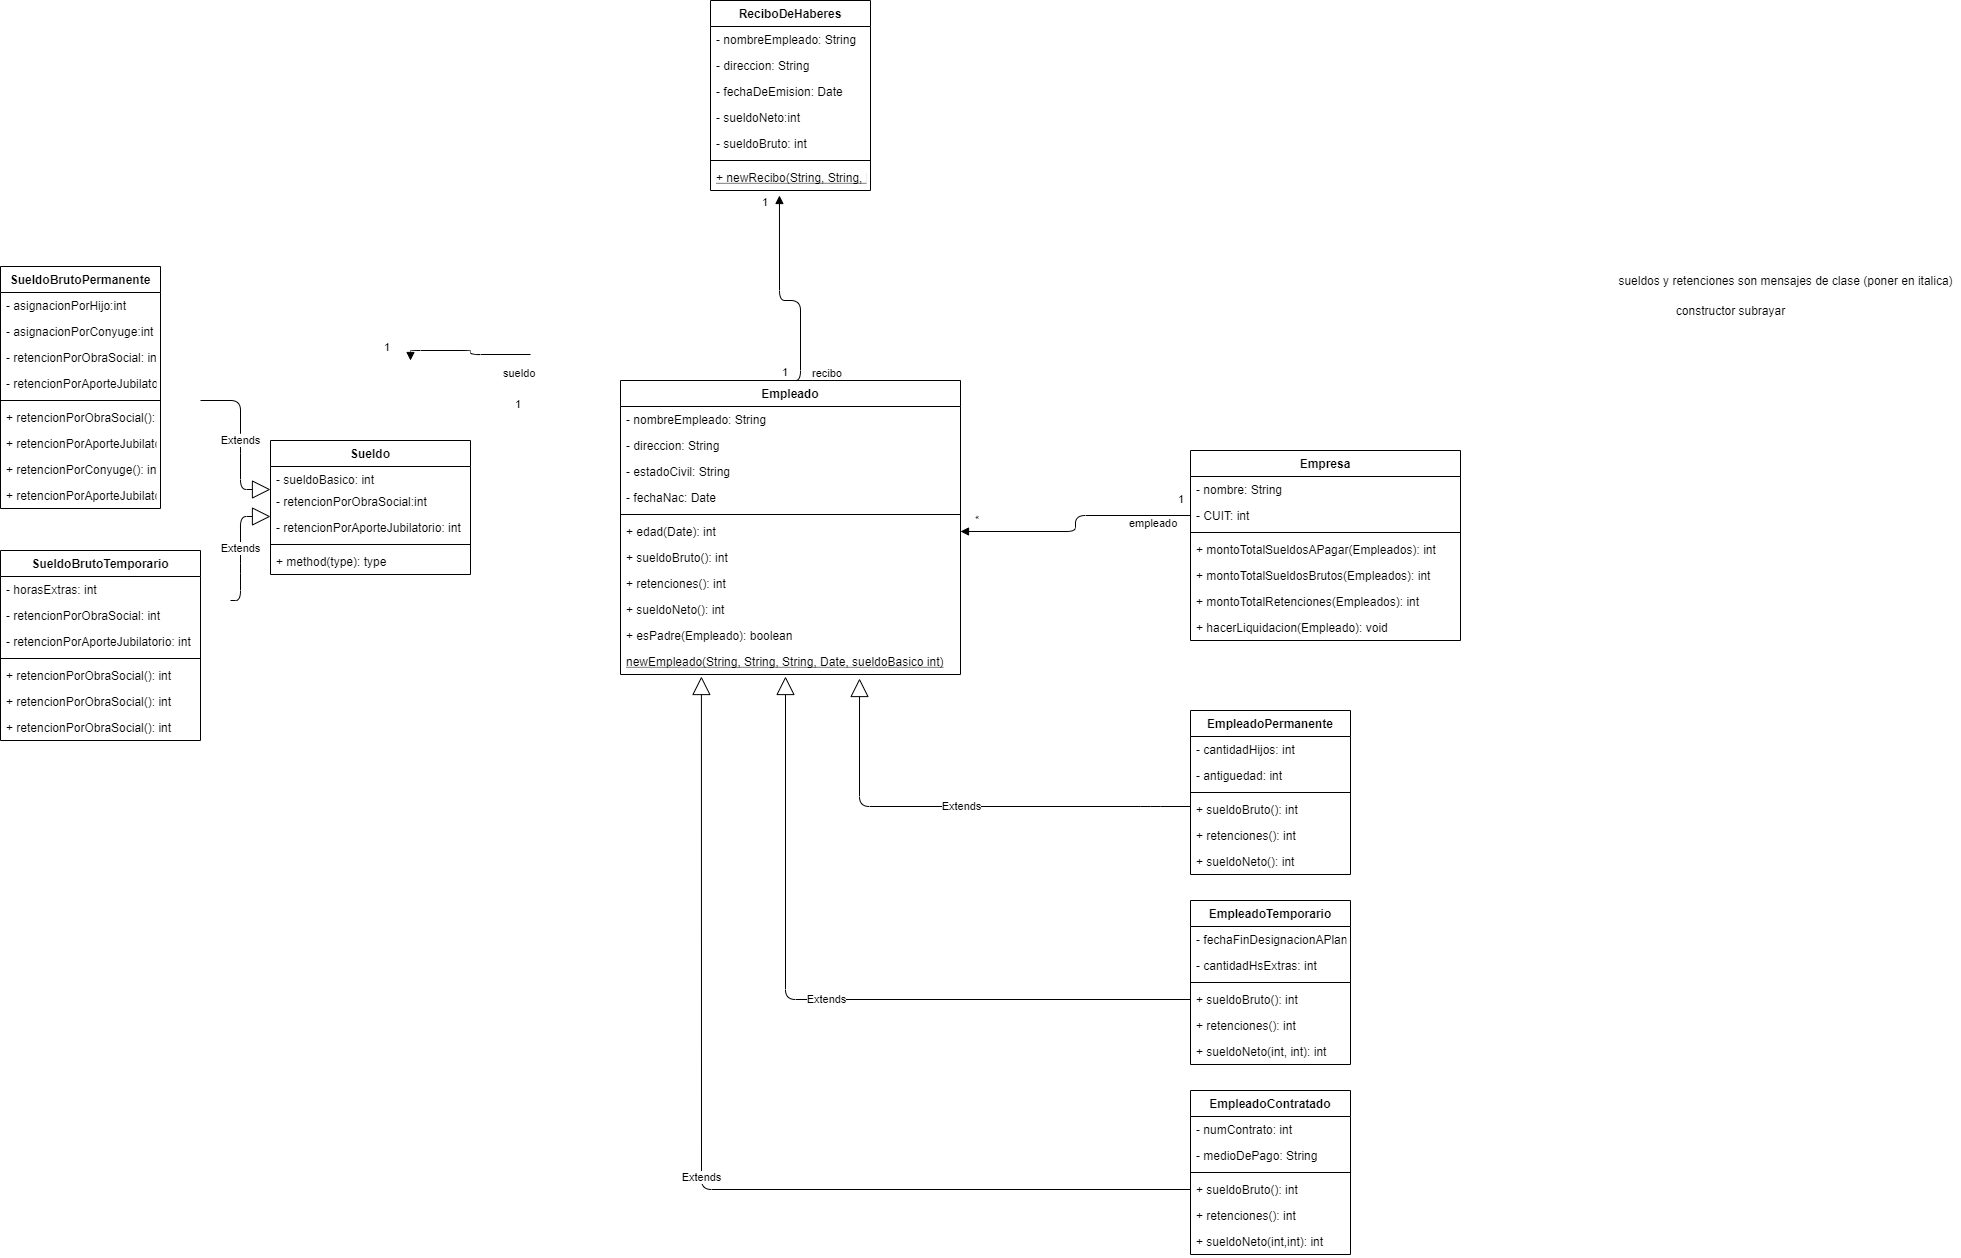 ReciboDeHaberes
- nombreEmpleado: String
- direccion: String
- fechaDeEmision: Date
- sueldoNeto:int
- sueldoBruto: int
+ newRecibo(String, String,
1
1
recibo
SueldoBrutoPermanente
- asignacionPorHijo:int
- asignacionPorConyuge:int
- retencionPorObraSocial: in
- retencionPorAporteJubilato
+ retencionPorObraSocial():
+ retencionPorAporteJubilato
+ retencionPorConyuge(): in
+ retencionPorAporteJubilato
Extends
Extends
SueldoBrutoTemporario
- horasExtras: int
- retencionPorObraSocial: int
- retencionPorAporteJubilatorio: int
+ retencionPorObraSocial(): int
+ retencionPorObraSocial(): int
+ retencionPorObraSocial(): int
Sueldo
- sueldoBasico: int
- retencionPorObraSocial:int
- retencionPorAporteJubilatorio: int
+ method(type): type
1
sueldo
1
Empleado
- nombreEmpleado: String
- direccion: String
- estadoCivil: String
- fechaNac: Date
+ edad(Date): int
+ sueldoBruto(): int
+ retenciones(): int
+ sueldoNeto(): int
+ esPadre(Empleado): boolean
newEmpleado(String, String, String, Date, sueldoBasico int)
*
1
empleado
Empresa
- nombre: String
- CUIT: int
+ montoTotalSueldosAPagar(Empleados): int
+ montoTotalSueldosBrutos(Empleados): int
+ montoTotalRetenciones(Empleados): int
+ hacerLiquidacion(Empleado): void
sueldos y retenciones son mensajes de clase (poner en italica)
constructor subrayar
EmpleadoPermanente
- cantidadHijos: int
- antiguedad: int
+ sueldoBruto(): int
+ retenciones(): int
+ sueldoNeto(): int
Extends
EmpleadoTemporario
- fechaFinDesignacionAPlan
- cantidadHsExtras: int
+ sueldoBruto(): int
+ retenciones(): int
+ sueldoNeto(int, int): int
Extends
EmpleadoContratado
- numContrato: int
- medioDePago: String
+ sueldoBruto(): int
+ retenciones(): int
+ sueldoNeto(int,int): int
Extends